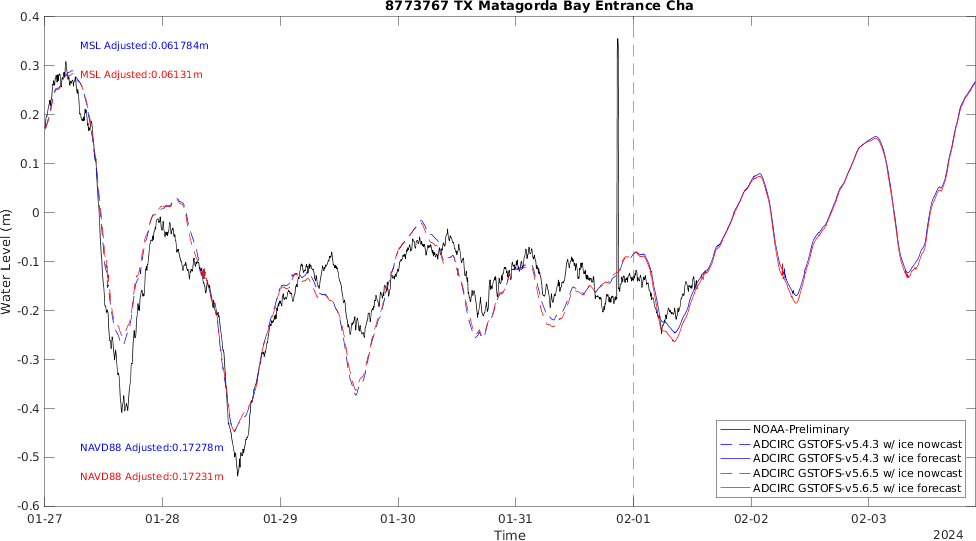 8773767 TX Matagorda Bay Entrance Cha
0.4
0.3
0.2
0.1
0
-0.1
-0.2
-0.3
-0.4
-0.5
-0.6
Water Level (m)
MSL Adjusted:0.061784m
MSL Adjusted:0.06131m
NAVD88 Adjusted:0.17278m
NAVD88 Adjusted:0.17231m
NOAA-Preliminary
ADCIRC GSTOFS-v5.4.3 w/ ice nowcast
ADCIRC GSTOFS-v5.4.3 w/ ice forecast
ADCIRC GSTOFS-v5.6.5 w/ ice nowcast
ADCIRC GSTOFS-v5.6.5 w/ ice forecast
01-27 01-28 01-29 01-30 01-31 02-01 02-02 02-03
Time
2024